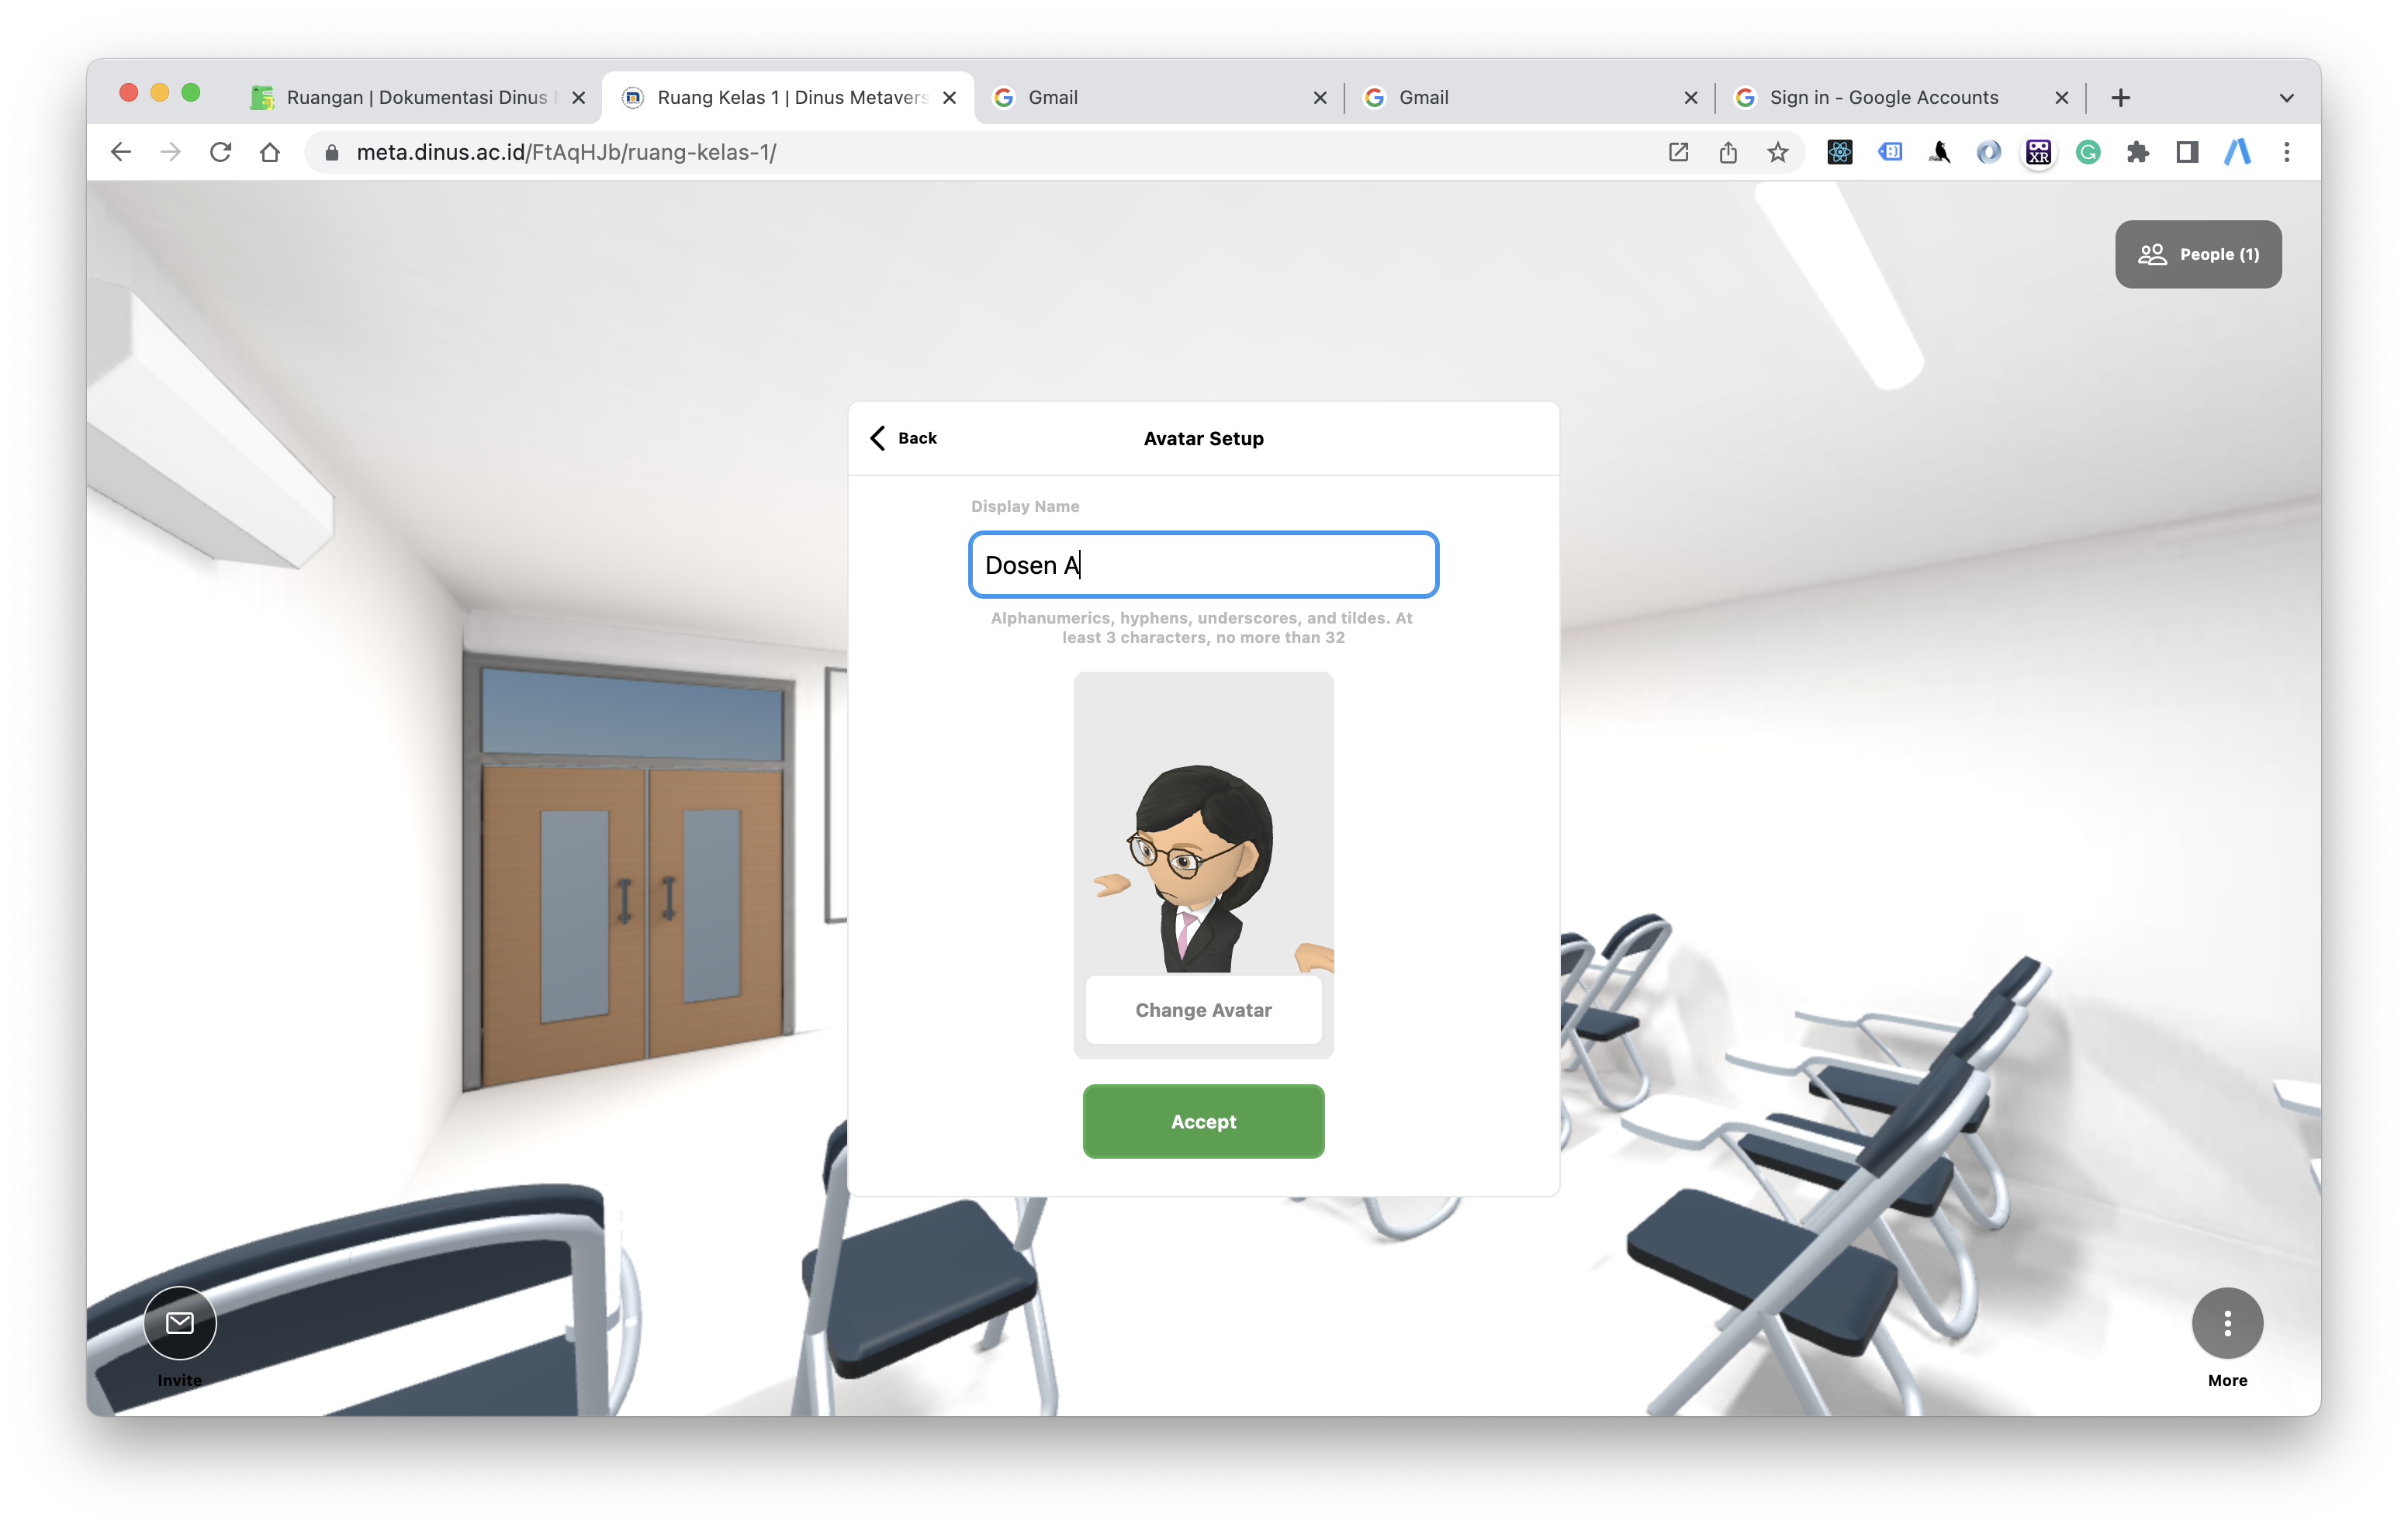 Ruangan | Dokumentasi Dinus
Ruang Kelas 1 | Dinus Metavers
Gmail
Gmail
Sign in - Google Accounts
meta.dinus.ac.id/FtAqHJb/ruang-kelas-1/
XR
People (1)
Back
Avatar Setup
Display Name
Dosen A
Alphanumerics, hyphens, underscores, and tildes. At
least 3 characters, no more than 32
Change Avatar
Accept
Invite
More